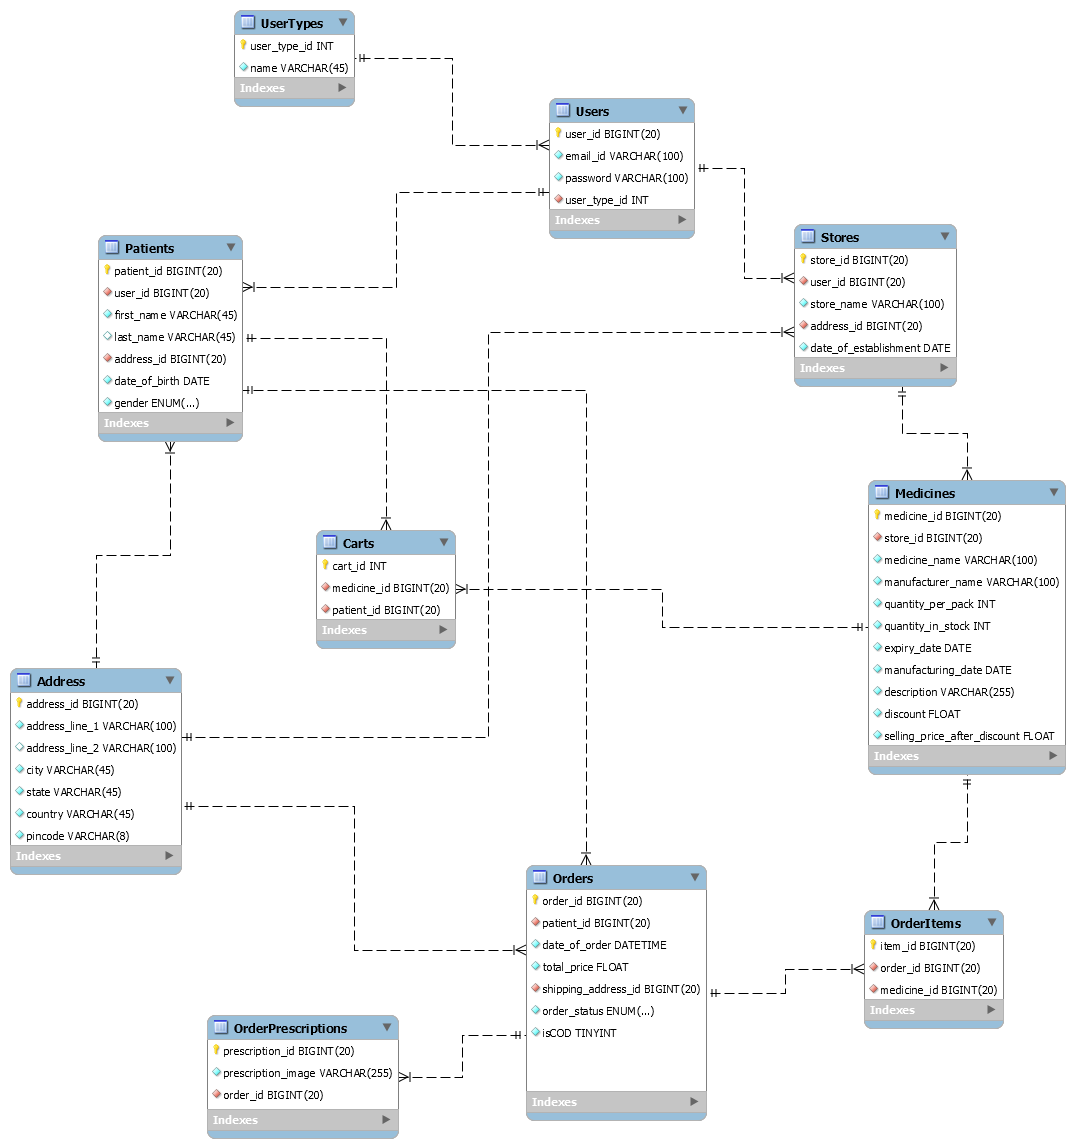 UserTypes
user_type_id INT
name VARCHAR(45)
Indexes
Users
user_id BIGINT(20)
email_id VARCHAR(100)
password VARCHAR(100)
user_type_id INT
Indexes
Patients
patient_id BIGINT(20)
user_id BIGINT(20)
first_name VARCHAR(45)
last_name VARCHAR(45)
address_id BIGINT(20)
date_of_birth DATE
gender ENUM(...)
Indexes
Stores
store_id BIGINT(20)
user_id BIGINT(20)
store_name VARCHAR(100)
address_id BIGINT(20)
date_of_establishment DATE
Indexes
Medicines
medicine_id BIGINT(20)
store_id BIGINT(20)
medicine_name VARCHAR(100)
manufacturer_name VARCHAR(100)
quantity_per_pack INT
quantity_in_stock INT
expiry_date DATE
manufacturing_date DATE
description VARCHAR(255)
discount FLOAT
selling_price_after_discount FLOAT
Indexes
Carts
cart_id INT
medicine_id BIGINT(20)
patient_id BIGINT(20)
Indexes
Address
address_id BIGINT(20)
address_line_1 VARCHAR(100)
address_line_2 VARCHAR(100)
city VARCHAR(45)
state VARCHAR(45)
country VARCHAR(45)
pincode VARCHAR(8)
Indexes
Orders
order_id BIGINT(20)
patient_id BIGINT(20)
date_of_order DATETIME
total_price FLOAT
shipping_address_id BIGINT(20)
order_status ENUM(...)
isCOD TINYINT
Indexes
OrderItems
item_id BIGINT(20)
order_id BIGINT(20)
medicine_id BIGINT(20)
Indexes
OrderPrescriptions
prescription_id BIGINT(20)
prescription_image VARCHAR(255)
order_id BIGINT(20)
Indexes